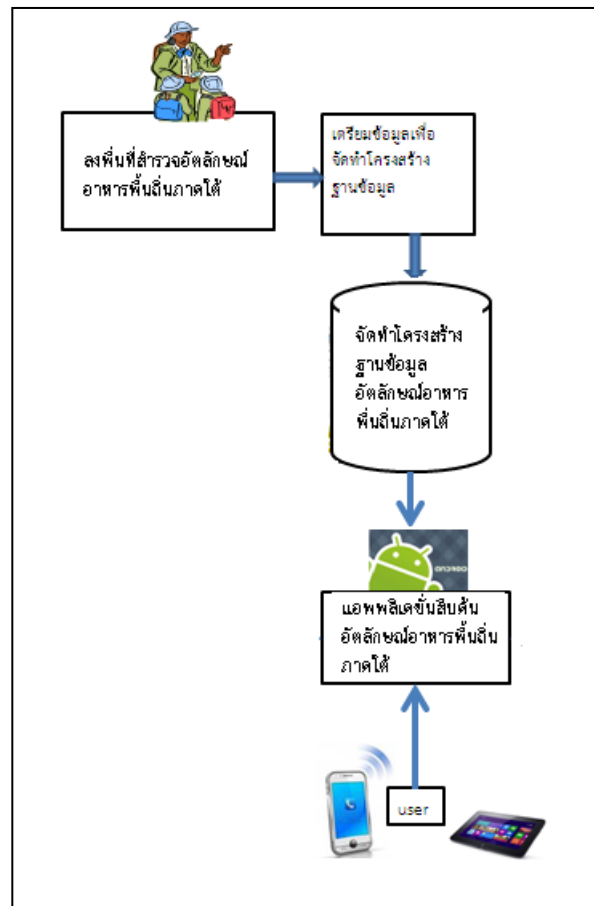 ลงพื้นที่สำรวจอัตลักษณ์
อาหารพื้นถิ่นภาคใต้
เตรียมข้อมูลเพื่อ
จัดทำโครงสร้าง
ฐานข้อมูล
จัดทำโครงสร้าง
ฐานข้อมูล
อัตลักษณ์อาหาร
พื้นถิ่นภาคใต้
ANDROID
แอพพลิเคชั่นสืบค้น
อัตลักษณ์อาหารพื้นถิ่น
ภาคใต้
user